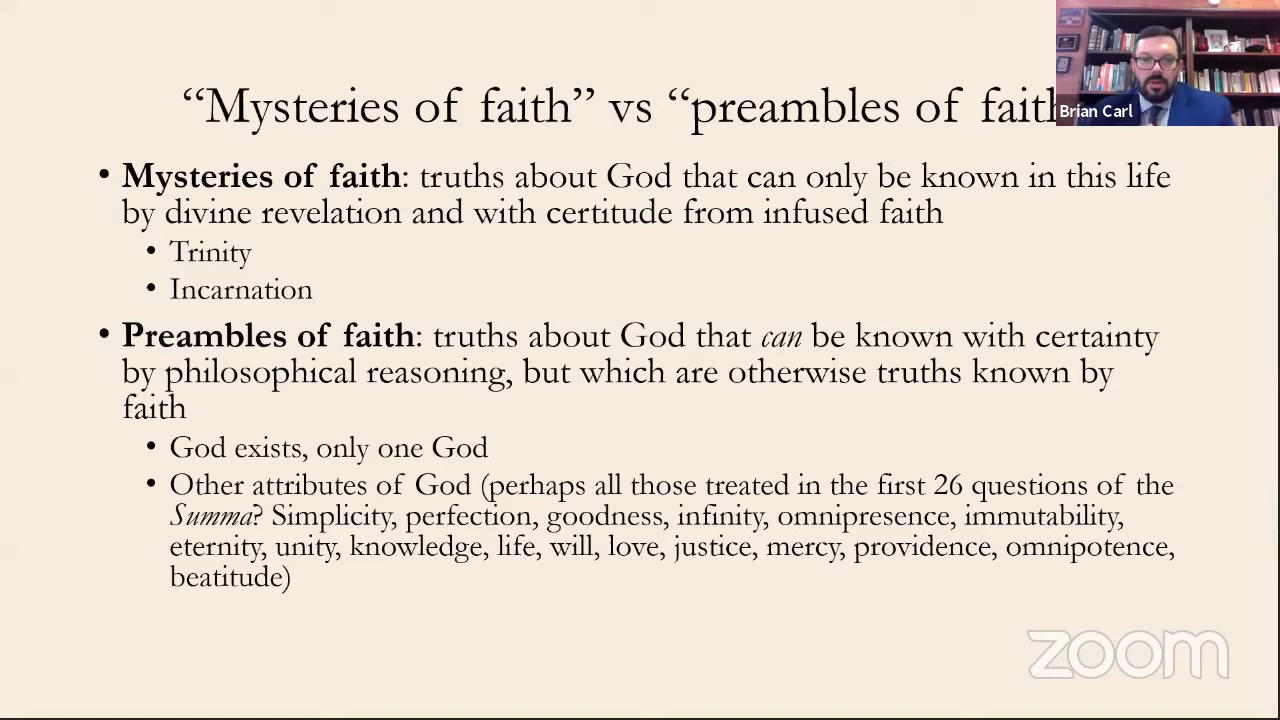 “Mysteries of faith” vs “preambles of faith
Brian Carl
• Mysteries of faith: truths about God that can only be known in this life
by divine revelation and with certitude from infused faith
• Trinity
• Incarnation
• Preambles of faith: truths about God that can be known with certainty
by philosophical reasoning, but which are otherwise truths known by
faith
• God exists, only one God
• Other attributes of God (perhaps all those treated in the first 26 questions of the
Summa? Simplicity, perfection, goodness, infinity, omnipresence, immutability,
eternity, unity, knowledge, life, will, love, justice, mercy, providence, omnipotence,
beatitude)
zoom